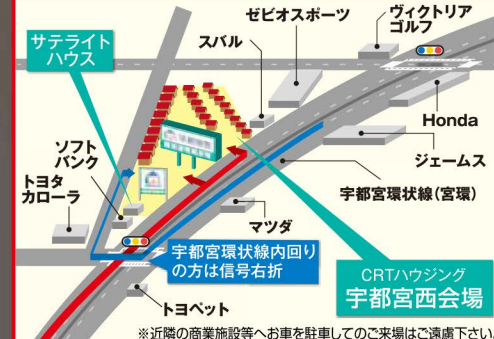 ゼビオスポーツ
ヴィクトリア
ゴルフ
スバル
サテライト
ハウス
Honda
ソフト
バンク
ジェームス
トヨタ
カローラ
宇都宮環状線(宮環)
マツダ
宇都宮環状線内回り
の方は信号右折
CRTハウジング
宇都宮西会場
トヨペット
※近隣の商業施設等へお車を駐車してのご来場はご遠慮下さい。